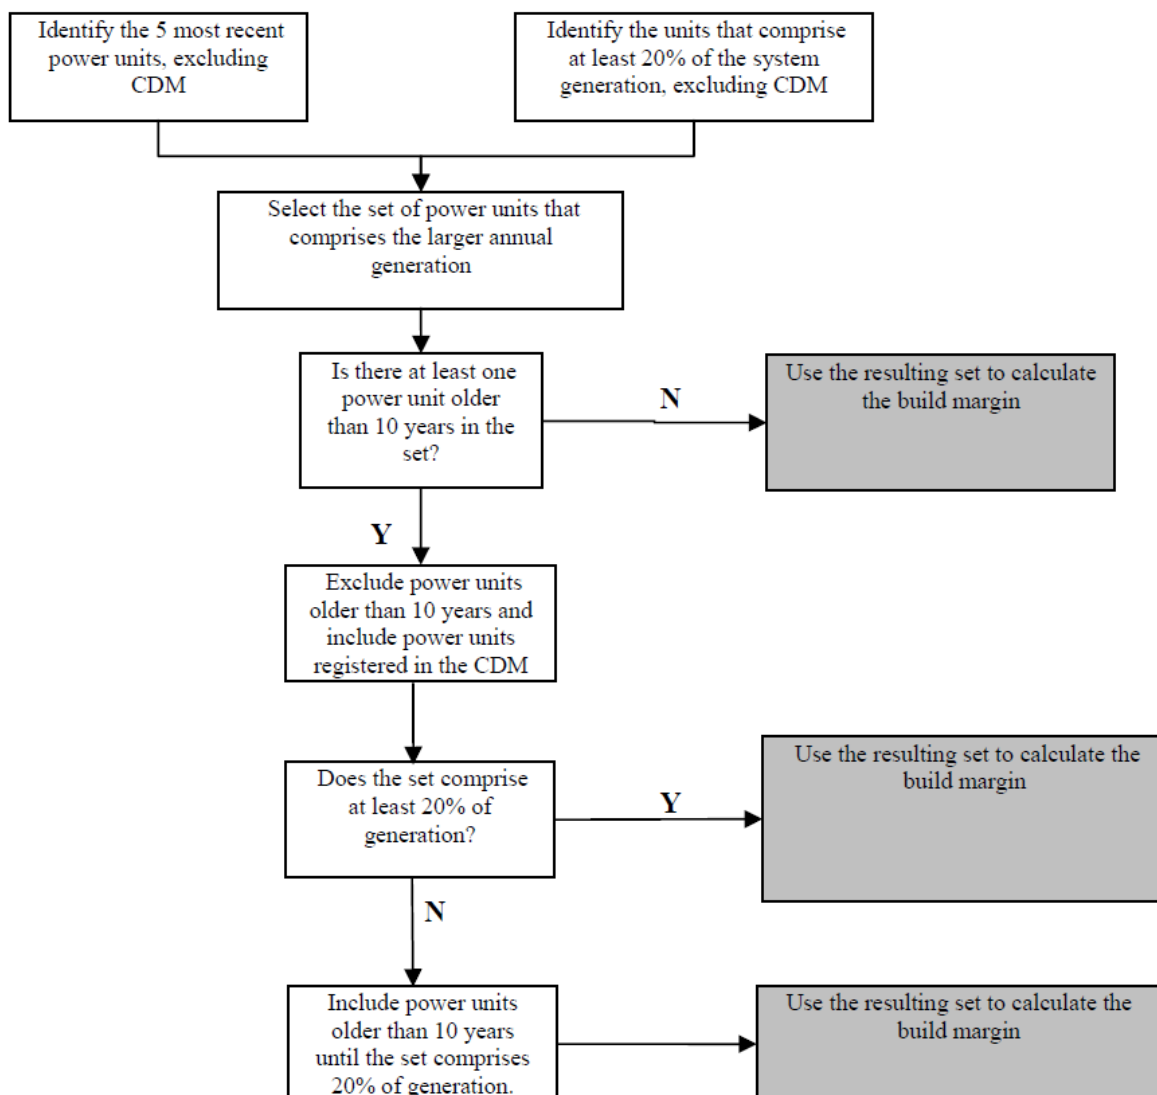 Identify the 5 most recent
power units, excluding
CDM
Identify the units that comprise
at least 20% of the system
generation, excluding CDM
Select the set of power units that
comprises the larger annual
generation
Is there at least one
power unit older
than 10 years in the
set?
N
Use the resulting set to calculate
the build margin
Y
Exclude power units
older than 10 years and
include power units
registered in the CDM
Does the set comprise
at least 20% of
generation?
Y
Use the resulting set to calculate the
build margin
N
Include power units
older than 10 years
until the set comprises
20% of generation.
Use the resulting set to calculate the
build margin